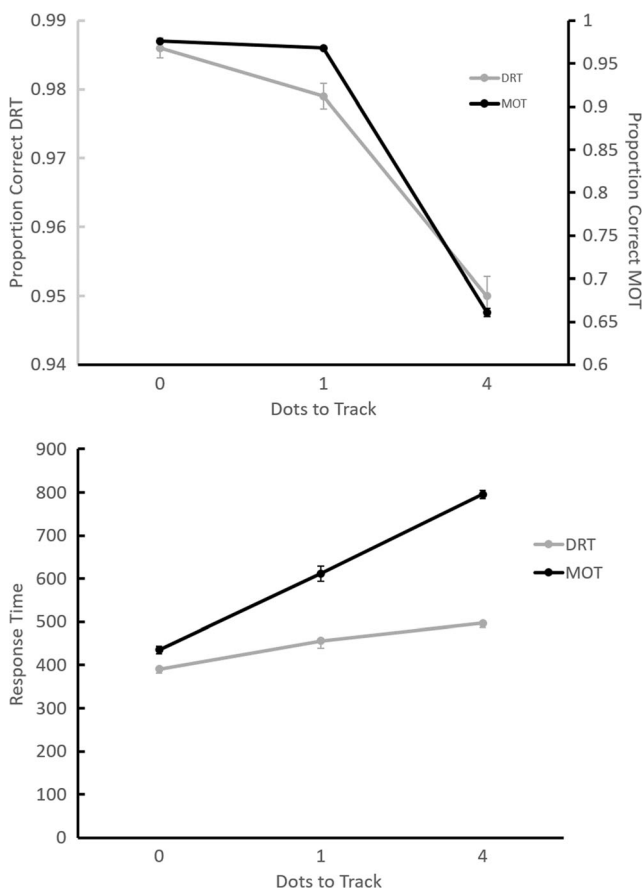 0.99
0.98
0.97
0.96
0.95
0.94
Proportion Correct DRT
1
0.95
0.9
0.85
0.8
0.75
0.7
0.65
0.6
Proportion Correct MOT
DRT
MOT
0 1 4
Dots to Track
900
800
700
600
500
400
300
200
100
0
Response Time
DRT
MOT
0 1 4
Dots to Track